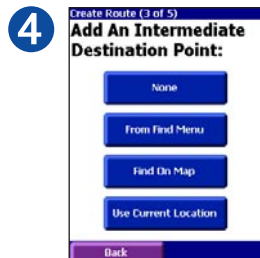 4
Create Route (3 of 5)
Add An Intermediate
Destination Point:
None
From Find Menu
Find On Map
Use Current Location
Back